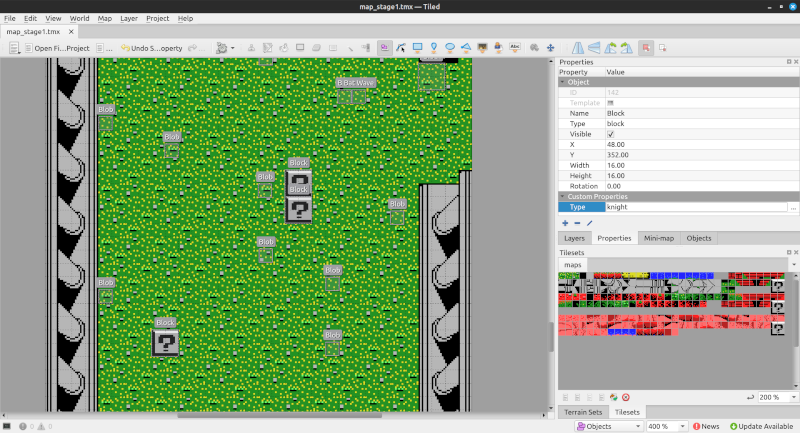 map_stage1.tmx — Tiled
File Edit View World Map Layer Project Help
map_stage1.tmx
Open Fi...Project ... Undo S...operty Abc
Blob
Blob
B Bat Wave
Block
Blob
Block
?
Blob
Blob
Blob
Blob
Block
?
Blob
Properties
Property Value
Object
ID 142
Template
Name Block
Type block
Visible
X 48.00
Y 352.00
Width 16.00
Height 16.00
Rotation 0.00
Custom Properties
Type knight ...
Layers Properties Mini-map Objects
Tilesets
maps
?
?
?
200 %
Terrain Sets Tilesets
0 0 Objects 400 % News Update Available